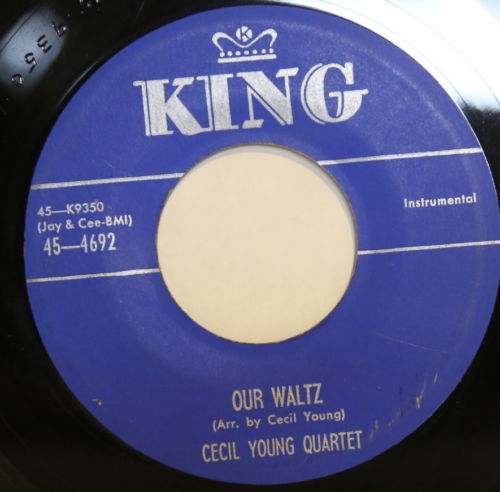 K
KING
45—K9350
(Jay & Cee-BMI)
45—4692
Instrumental
OUR WALTZ
(Arr. by Cecil Young)
CECIL YOUNG QUARTET